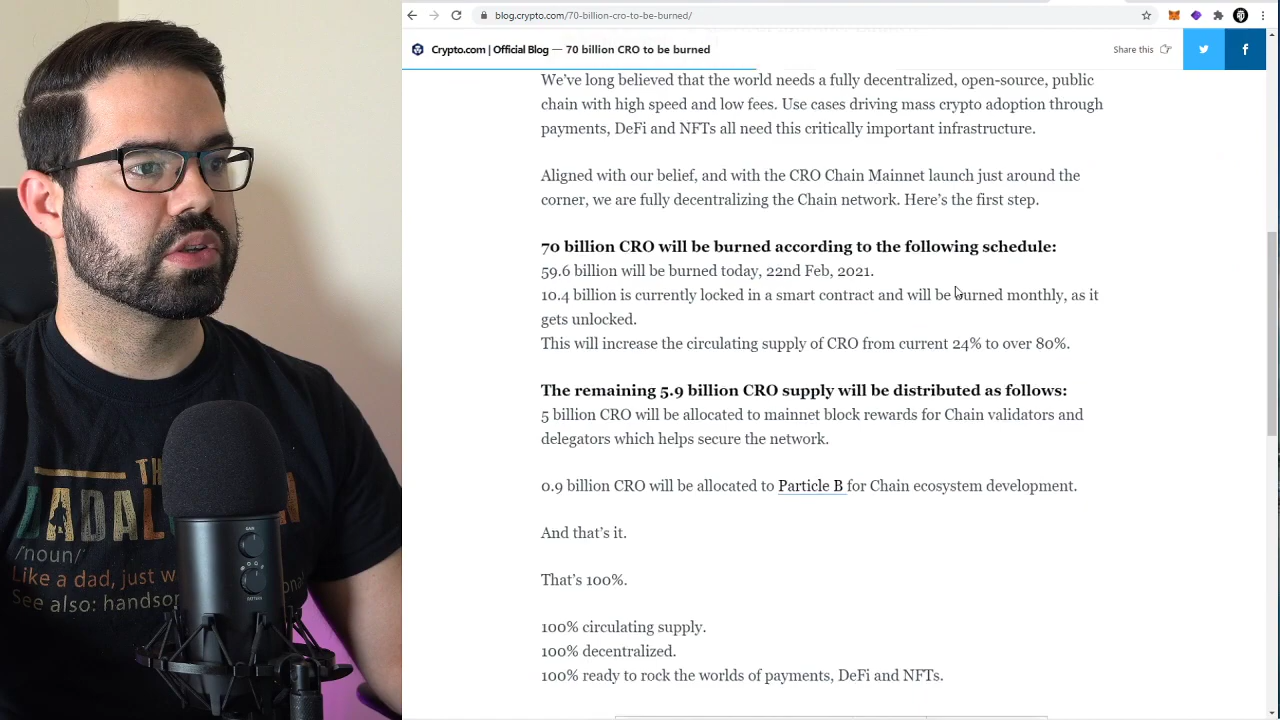 blog.crypto.com/70-billion-cro-to-be-burned/
Crypto.com | Official Blog — 70 billion CRO to be burned
Share this
We've long believed that the world needs a fully decentralized, open-source, public
chain with high speed and low fees. Use cases driving mass crypto adoption through
payments, DeFi and NFTs all need this critically important infrastructure.
Aligned with our belief, and with the CRO Chain Mainnet launch just around the
corner, we are fully decentralizing the Chain network. Here's the first step.
70 billion CRO will be burned according to the following schedule:
59.6 billion will be burned today, 22nd Feb, 2021.
10.4 billion is currently locked in a smart contract and will be burned monthly, as it
gets unlocked.
This will increase the circulating supply of CRO from current 24% to over 80%.
The remaining 5.9 billion CRO supply will be distributed as follows:
5 billion CRO will be allocated to mainnet block rewards for Chain validators and
delegators which helps secure the network.
0.9 billion CRO will be allocated to Particle B for Chain ecosystem development.
And that's it.
That's 100%.
100% circulating supply.
100% decentralized.
100% ready to rock the worlds of payments, DeFi and NFTs.
/noun/
Like a dad, just
See also:
GAIN
PATTERN